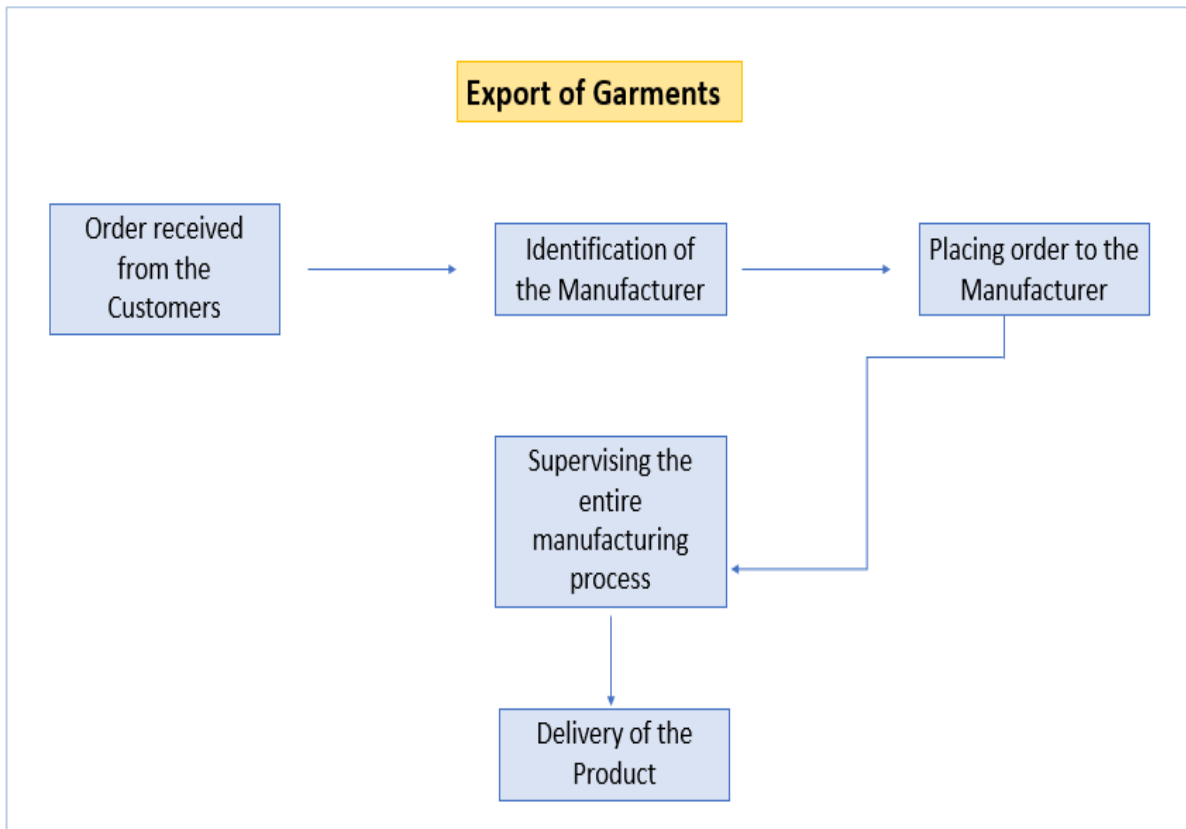 Export of Garments
Order received
from the
Customers
Identification of
the Manufacturer
Placing order to the
Manufacturer
Supervising the
entire
manufacturing
process
Delivery of the
Product